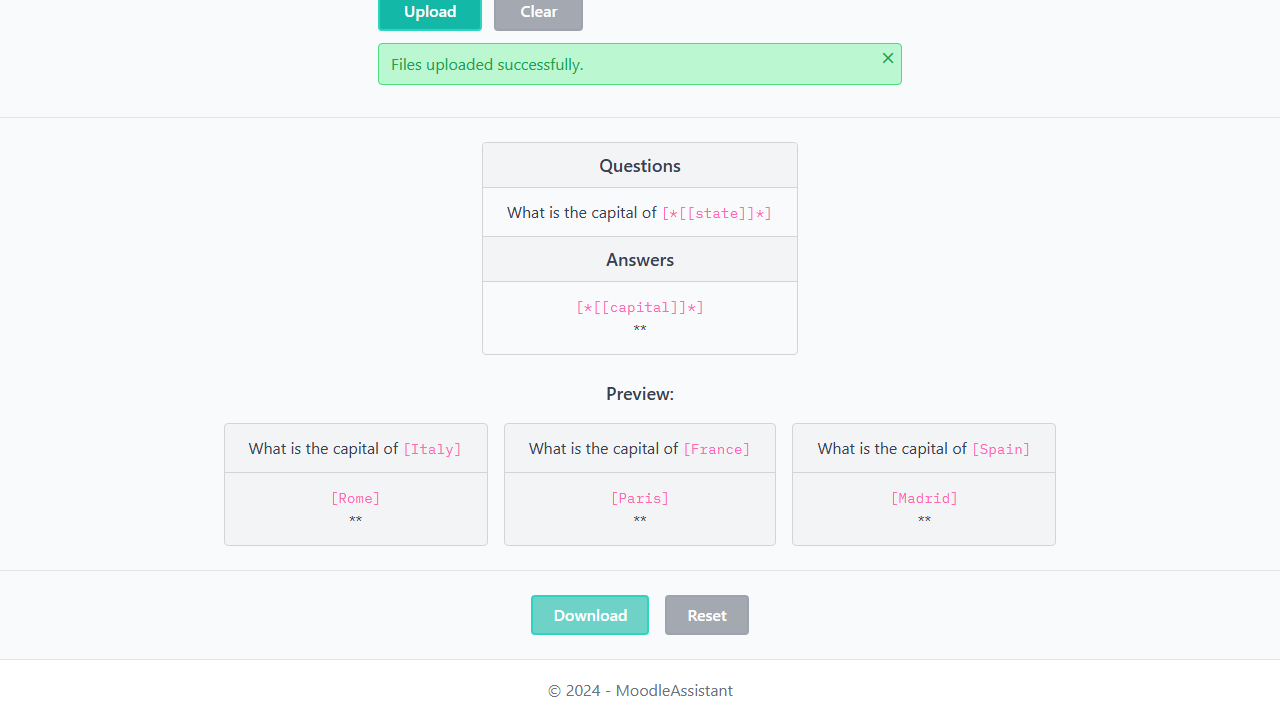 Upload Clear
Files uploaded successfully.
Questions
What is the capital of [*[[state]]*]
Answers
[*[[capital]]*]
**
Preview:
What is the capital of [Italy]
[Rome]
**
What is the capital of [France]
[Paris]
**
What is the capital of [Spain]
[Madrid]
**
Download Reset
© 2024 - MoodleAssistant